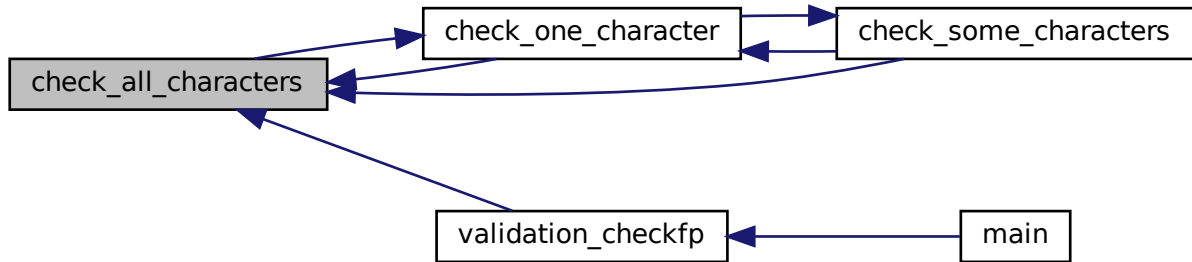 check_one_character
check_some_characters
check_all_characters
validation_checkfp
main